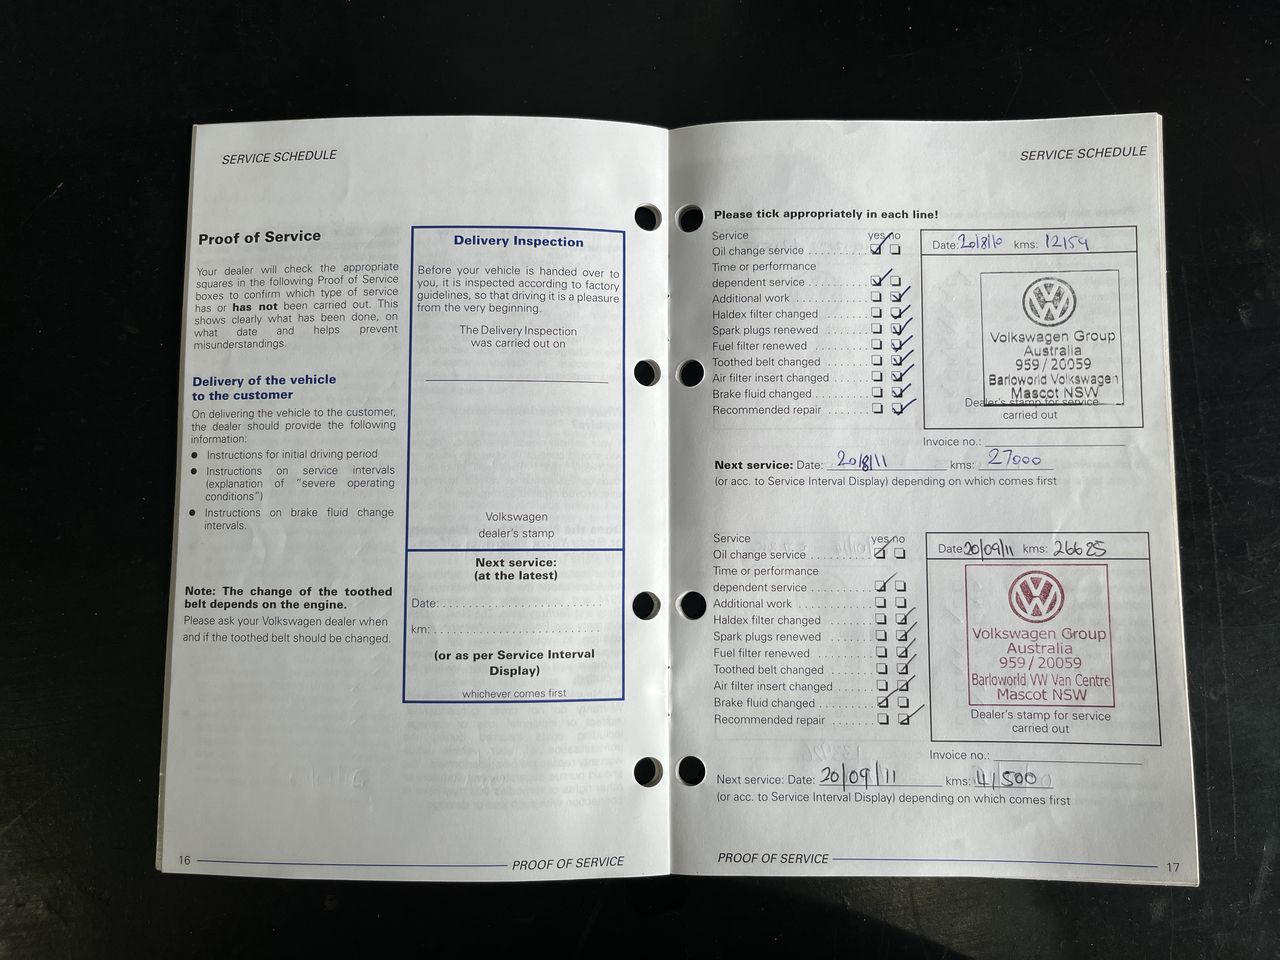 SERVICE SCHEDULE
Proof of Service
Your dealer will check the appropriate
squares in the following Proof of Service
boxes to confirm which type of service
has or has not been carried out. This
shows clearly what has been done, on
what date and helps prevent
misunderstandings.
Delivery of the vehicle
to the customer
On delivering the vehicle to the customer,
the dealer should provide the following
information:
● Instructions for initial driving period
● Instructions on service intervals
(explanation of "severe operating
conditions")
● Instructions on brake fluid change
intervals.
Note: The change of the toothed
belt depends on the engine.
Please ask your Volkswagen dealer when
and if the toothed belt should be changed.
Delivery Inspection
Before your vehicle is handed over to
you, it is inspected according to factory
guidelines, so that driving it is a pleasure
from the very beginning.
The Delivery Inspection
was carried out on
Volkswagen
dealer's stamp
Next service:
(at the latest)
Date:
km:
(or as per Service Interval
Display)
whichever comes first
16 PROOF OF SERVICE
SERVICE SCHEDULE
Please tick appropriately in each line!
Service yes no
Oil change service
Time or performance
dependent service
Additional work
Haldex filter changed
Spark plugs renewed
Fuel filter renewed
Toothed belt changed
Air filter insert changed
Brake fluid changed
Recommended repair
Date: 20/8/10 kms: 12159
Volkswagen Group
Australia
959/20059
Barloworld Volkswagen
Mascot NSW
Dealer's stamp for service
carried out
Invoice no.:
Next service: Date: 20/8/11 kms: 27000
(or acc. to Service Interval Display) depending on which comes first
Service yes no
Oil change service
Time or performance
dependent service
Additional work
Haldex filter changed
Spark plugs renewed
Fuel filter renewed
Toothed belt changed
Air filter insert changed
Brake fluid changed
Recommended repair
Date: 20/09/11 kms: 26685
Volkswagen Group
Australia
959/20059
Barloworld VW Van Centre
Mascot NSW
Dealer's stamp for service
carried out
Invoice no.:
Next service: Date: 20/09/11 kms: 41500
(or acc. to Service Interval Display) depending on which comes first
PROOF OF SERVICE 17